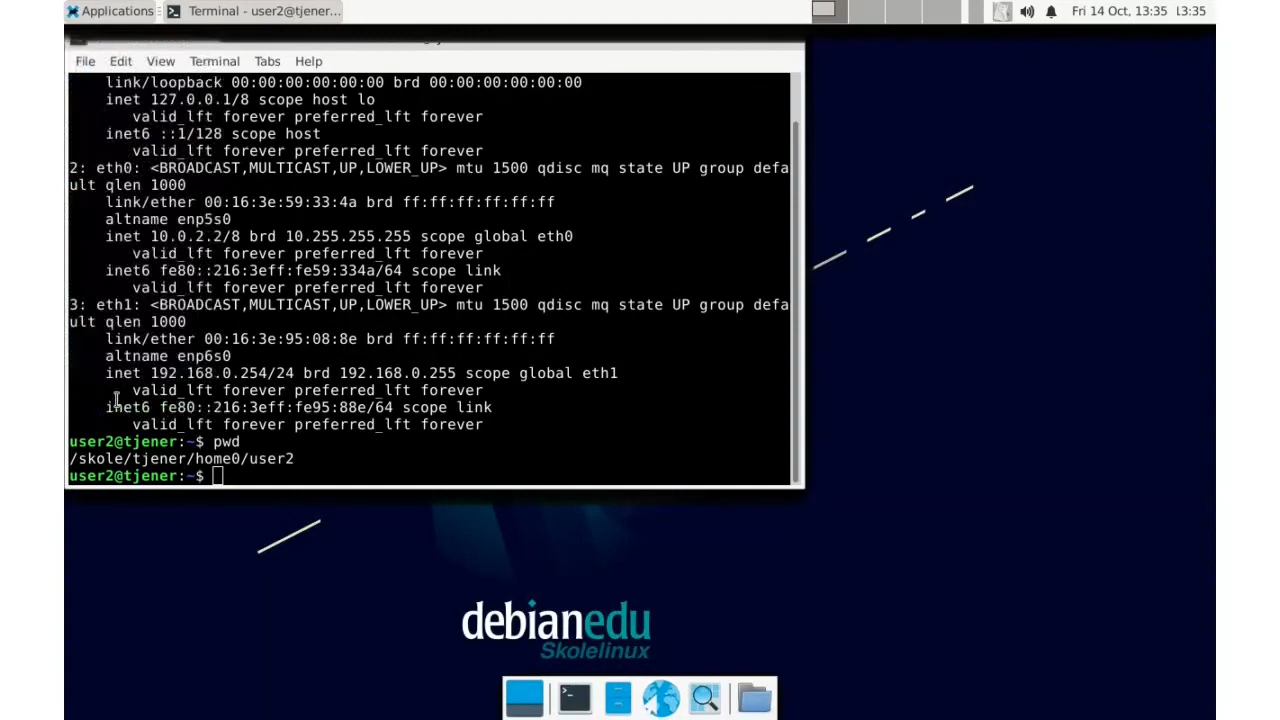 Applications
Terminal - user2@tjener...
Fri 14 Oct, 13:35
13:35
File Edit View Terminal Tabs Help
link/loopback 00:00:00:00:00:00 brd 00:00:00:00:00:00
inet 127.0.0.1/8 scope host lo
valid_lft forever preferred_lft forever
inet6 ::1/128 scope host
valid_lft forever preferred_lft forever
2: eth0: <BROADCAST,MULTICAST,UP,LOWER_UP> mtu 1500 qdisc mq state UP group defa
ult qlen 1000
link/ether 00:16:3e:59:33:4a brd ff:ff:ff:ff:ff:ff
altname enp5s0
inet 10.0.2.2/8 brd 10.255.255.255 scope global eth0
valid_lft forever preferred_lft forever
inet6 fe80::216:3eff:fe59:334a/64 scope link
valid_lft forever preferred_lft forever
3: eth1: <BROADCAST,MULTICAST,UP,LOWER_UP> mtu 1500 qdisc mq state UP group defa
ult qlen 1000
link/ether 00:16:3e:95:08:8e brd ff:ff:ff:ff:ff:ff
altname enp6s0
inet 192.168.0.254/24 brd 192.168.0.255 scope global eth1
valid_lft forever preferred_lft forever
inet6 fe80::216:3eff:fe95:88e/64 scope link
valid_lft forever preferred_lft forever
user2@tjener:~$ pwd
/skole/tjener/home0/user2
user2@tjener:~$
debianedu
Skolelinux